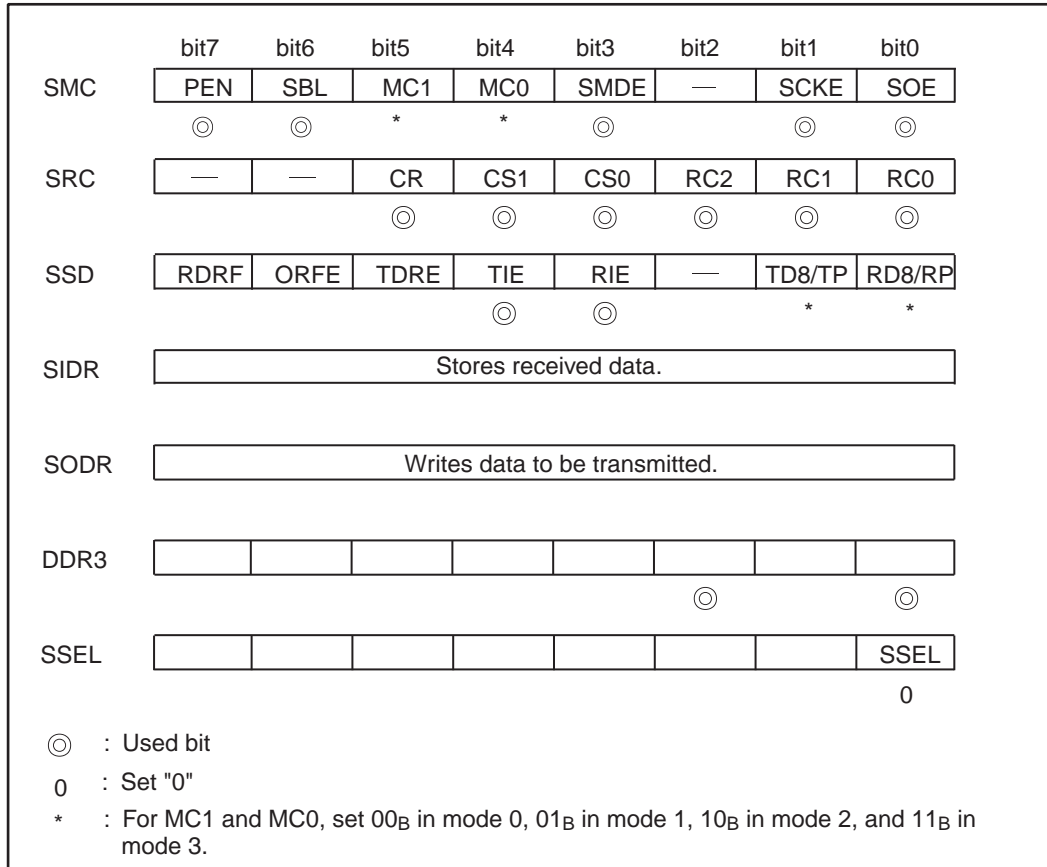 bit7 bit6 bit5 bit4 bit3 bit2 bit1 bit0
SMC PEN SBL MC1 MC0 SMDE — SCKE SOE
◎ ◎ * * ◎ ◎ ◎
SRC — — CR CS1 CS0 RC2 RC1 RC0
◎ ◎ ◎ ◎ ◎ ◎
SSD RDRF ORFE TDRE TIE RIE — TD8/TP RD8/RP
◎ ◎ * *
SIDR Stores received data.
SODR Writes data to be transmitted.
DDR3
◎ ◎
SSEL SSEL
0
◎ : Used bit
0 : Set "0"
* : For MC1 and MC0, set 00B in mode 0, 01B in mode 1, 10B in mode 2, and 11B in
mode 3.